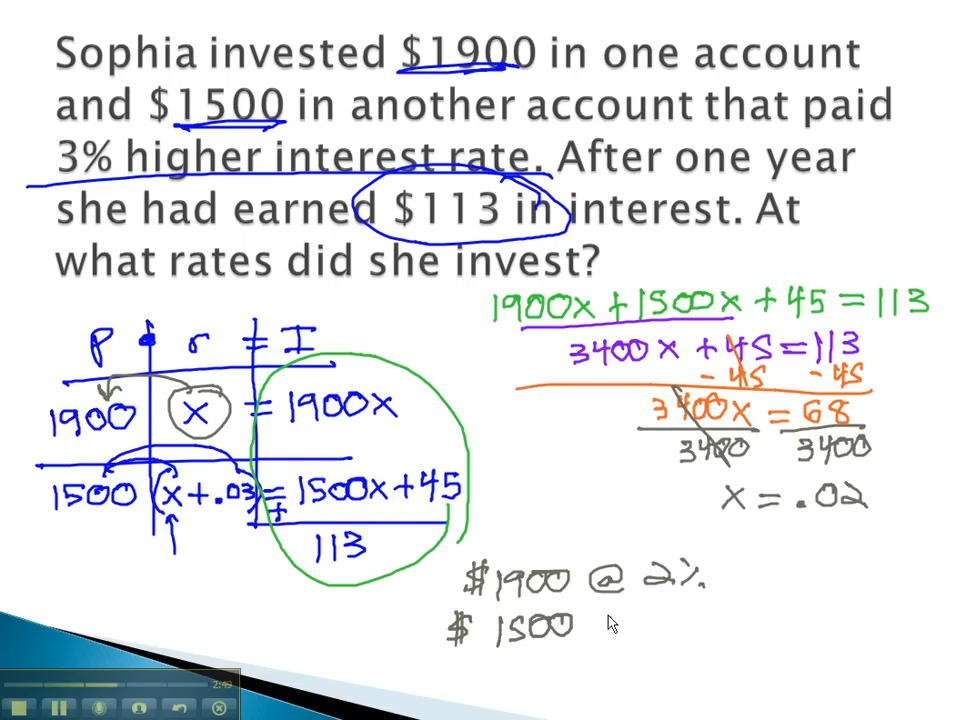 Sophia invested $1900 in one account
and $1500 in another account that paid
3% higher interest rate. After one year
she had earned $113 in interest. At
what rates did she invest?
1900x + 1500x + 45 = 113
3400x + 45 = 113
- 45 - 45
3400x = 68
3400 3400
x = .02
P • r = I
1900 x = 1900x
1500 (x + .03) = 1500x + 45
+
113
$1900 @ 2%
$ 1500
2:49